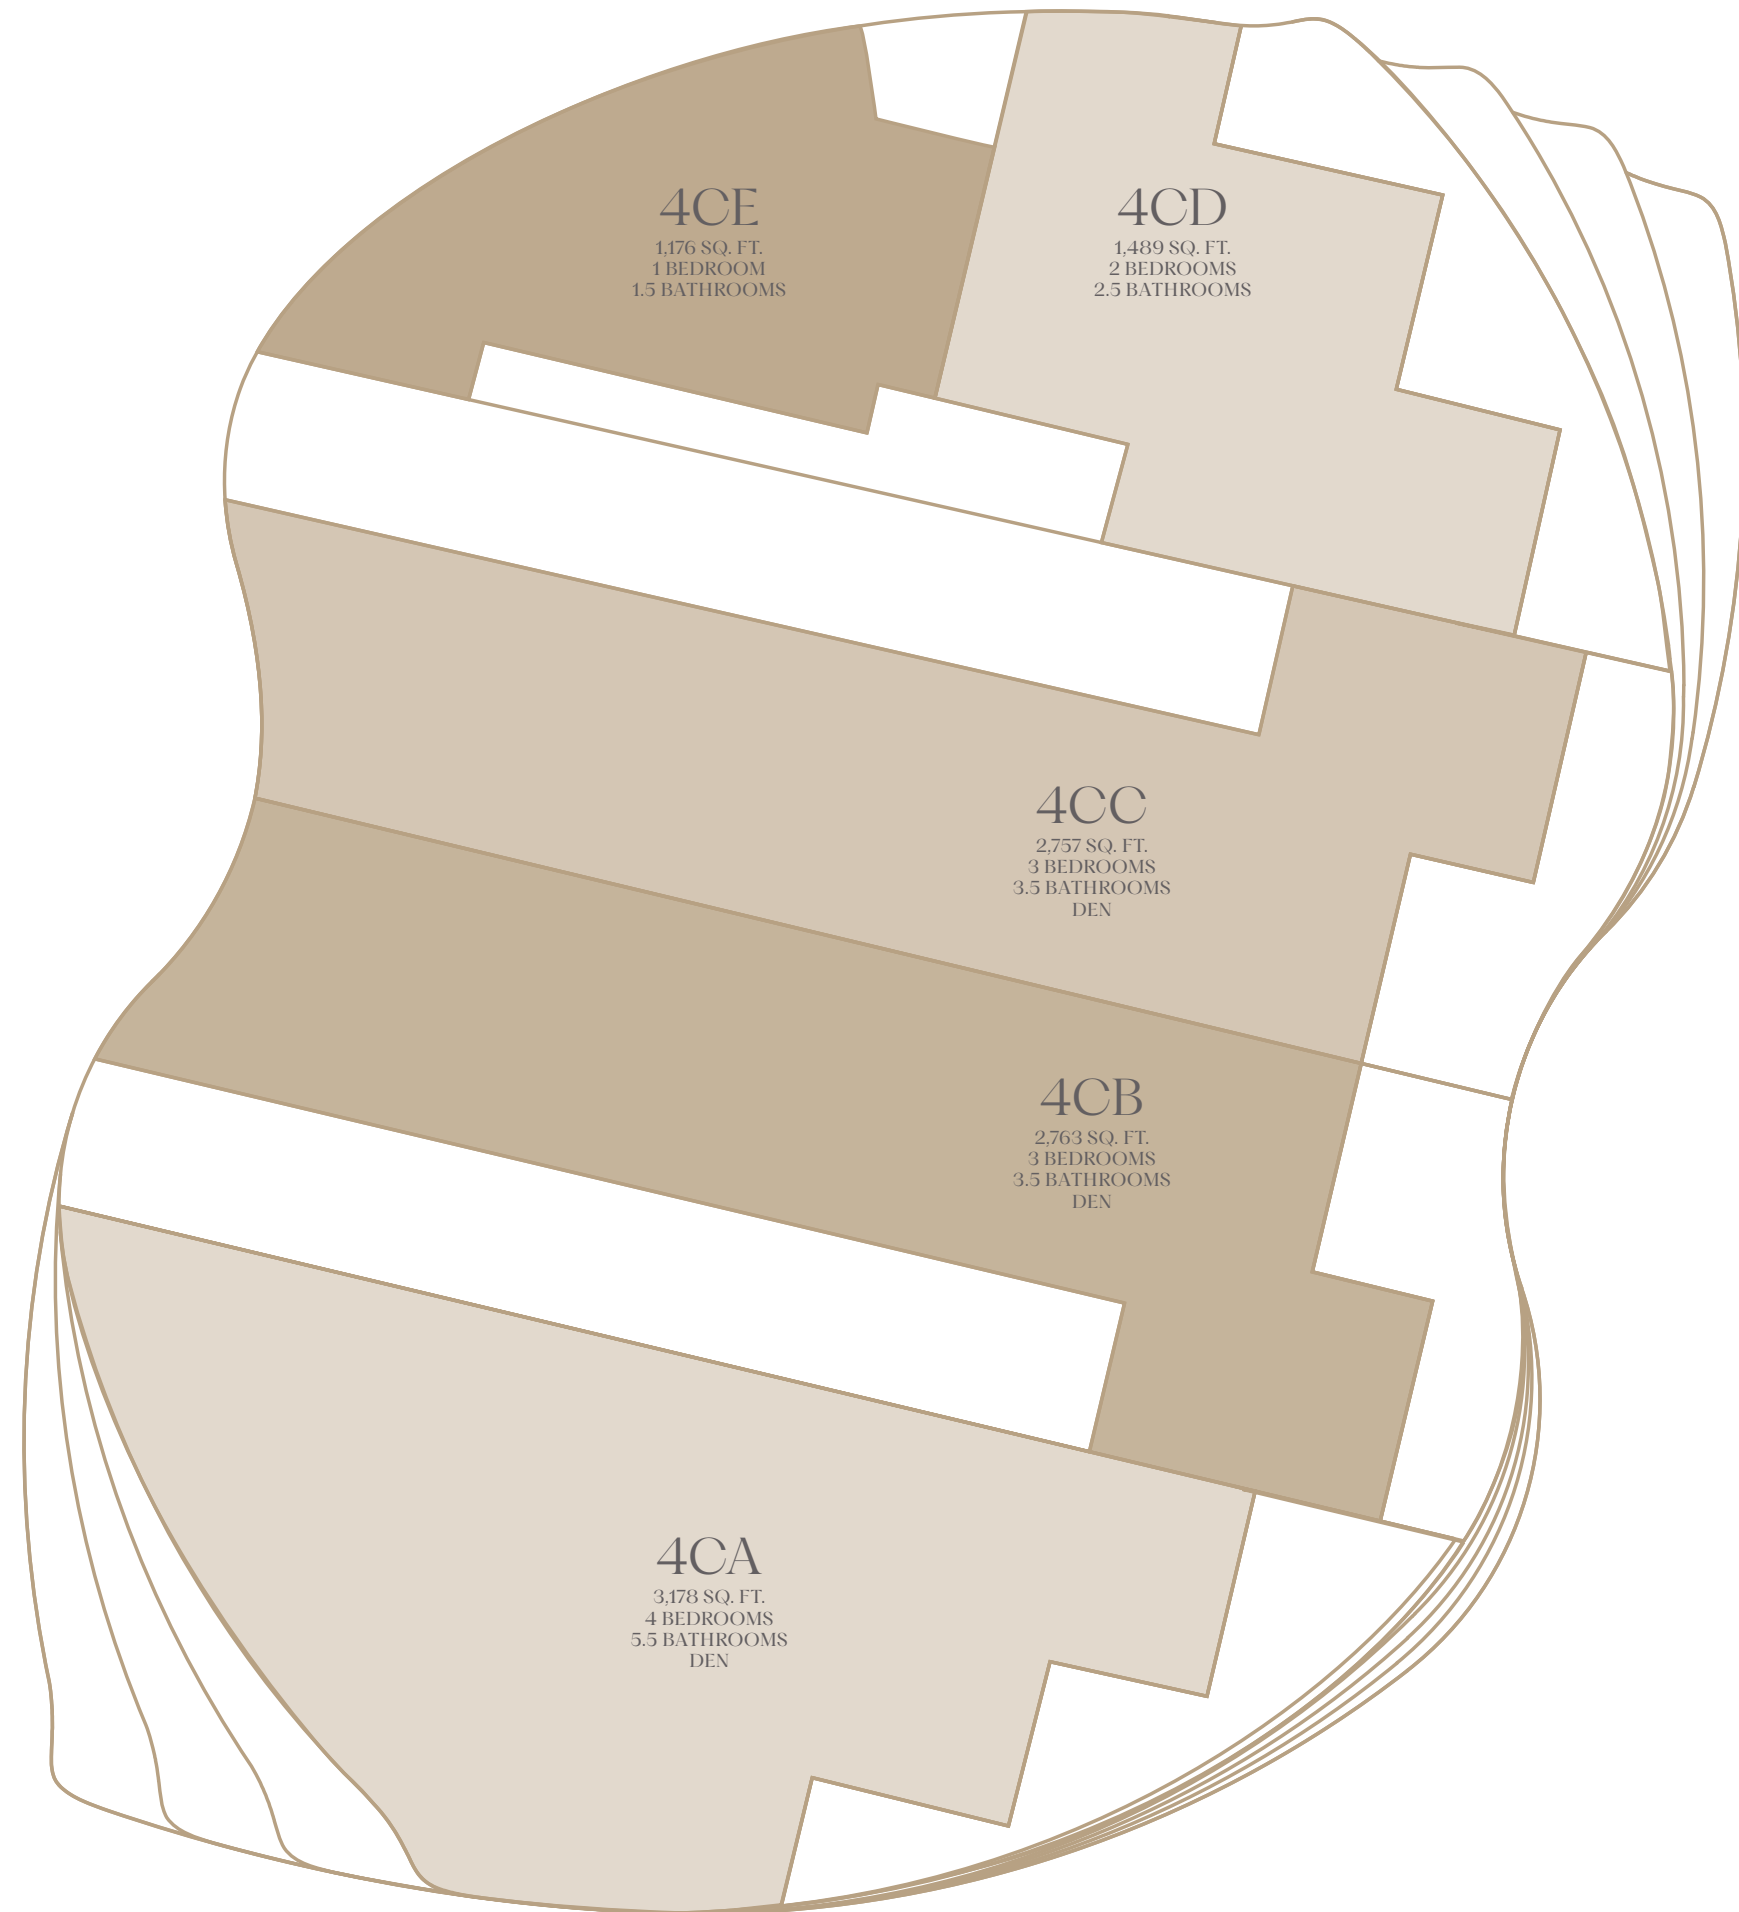 4CE
1,176 SQ. FT.
1 BEDROOM
1.5 BATHROOMS
4CD
1,489 SQ. FT.
2 BEDROOMS
2.5 BATHROOMS
4CC
2,757 SQ. FT.
3 BEDROOMS
3.5 BATHROOMS
DEN
4CB
2,763 SQ. FT.
3 BEDROOMS
3.5 BATHROOMS
DEN
4CA
3,178 SQ. FT.
4 BEDROOMS
5.5 BATHROOMS
DEN